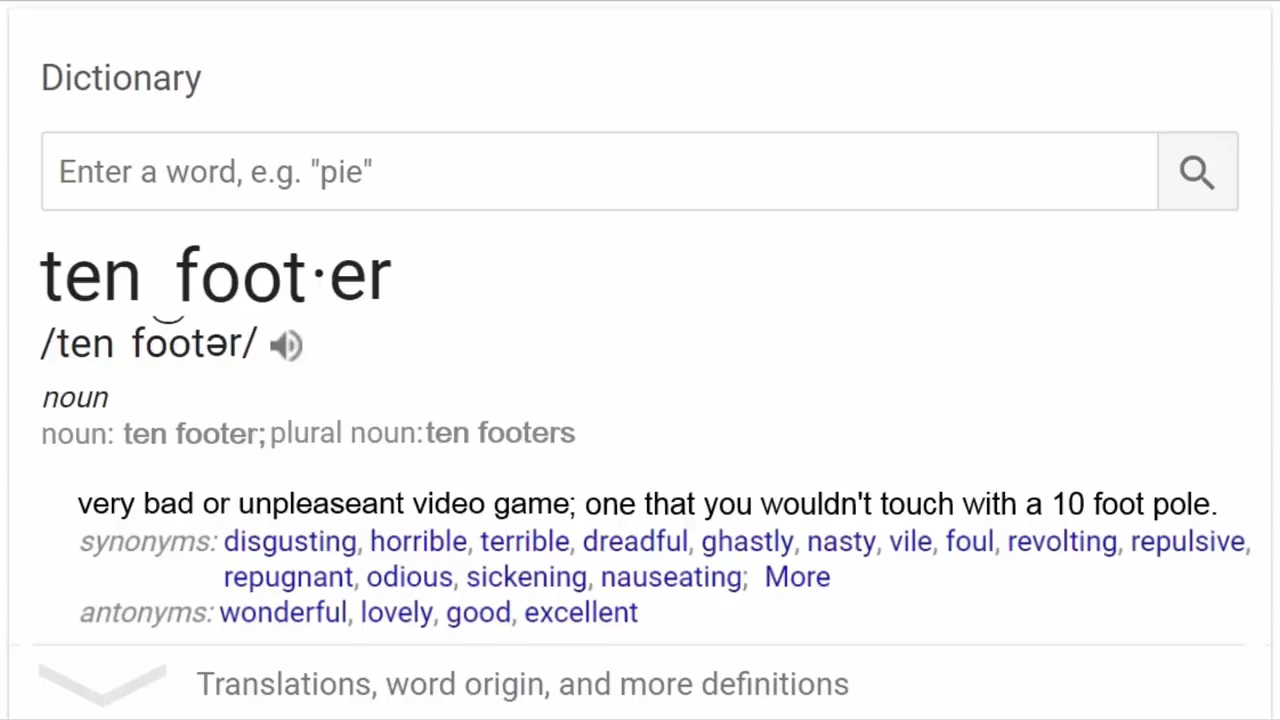 Dictionary
Enter a word, e.g. "pie"
ten foot·er
/ten fo͝otər/
noun
noun: ten footer; plural noun: ten footers
very bad or unpleaseant video game; one that you wouldn't touch with a 10 foot pole.
synonyms: disgusting, horrible, terrible, dreadful, ghastly, nasty, vile, foul, revolting, repulsive,
repugnant, odious, sickening, nauseating; More
antonyms: wonderful, lovely, good, excellent
Translations, word origin, and more definitions